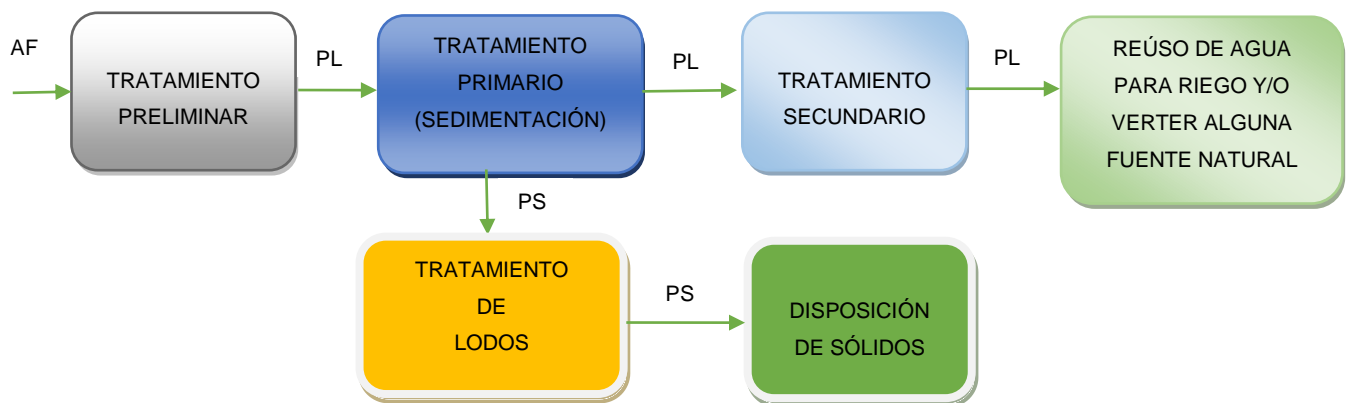 AF
TRATAMIENTO
PRELIMINAR
PL
TRATAMIENTO
PRIMARIO
(SEDIMENTACIÓN)
PL
TRATAMIENTO
SECUNDARIO
PL
REÚSO DE AGUA
PARA RIEGO Y/O
VERTER ALGUNA
FUENTE NATURAL
PS
TRATAMIENTO
DE
LODOS
PS
DISPOSICIÓN
DE SÓLIDOS